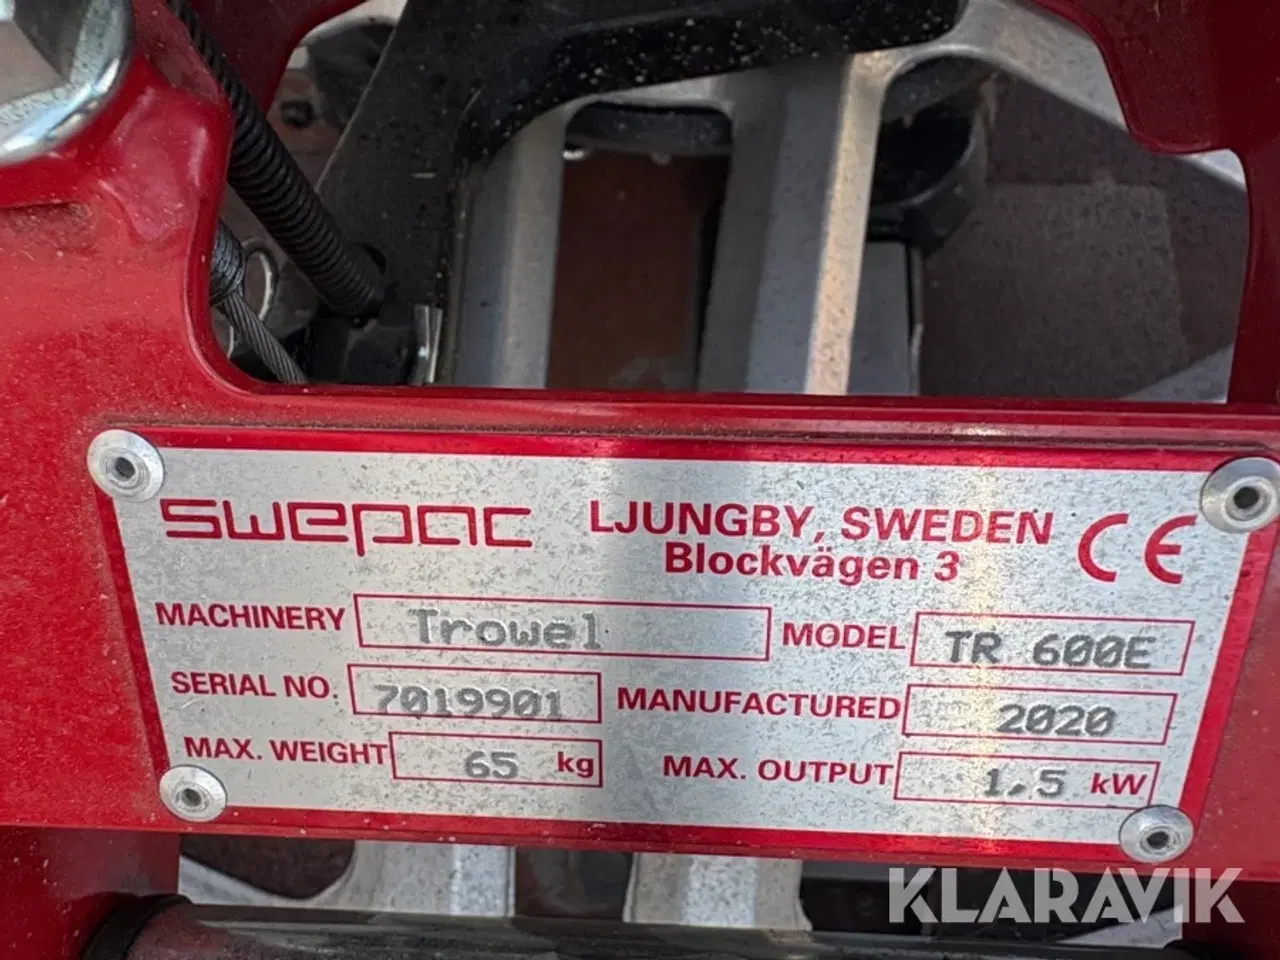 swepac LJUNGBY, SWEDEN CE
Blockvägen 3
MACHINERY Trowel MODEL TR 600E
SERIAL NO. 7019901 MANUFACTURED 2020
MAX. WEIGHT 65 kg MAX. OUTPUT 1,5 kW
KLARAVIK